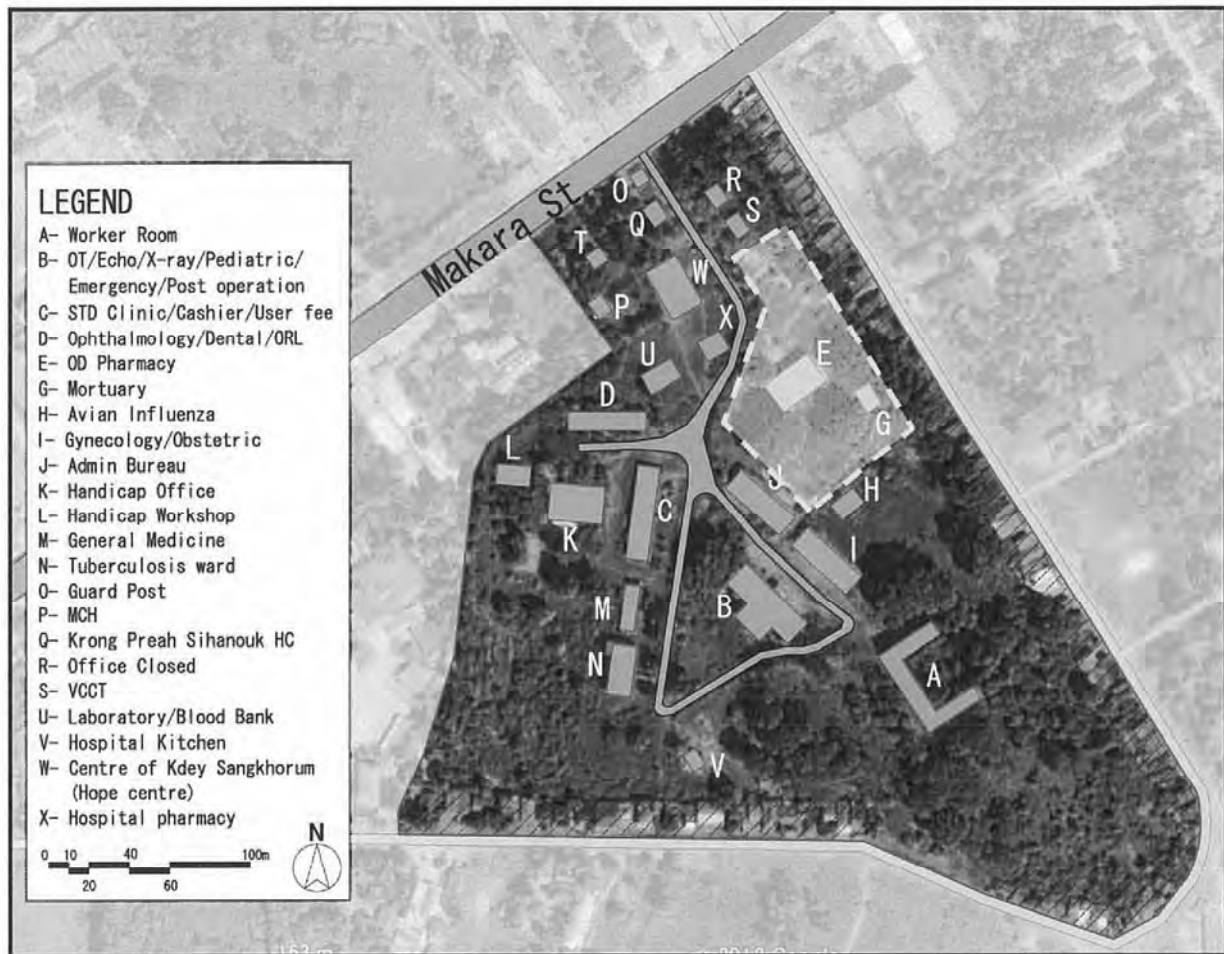 LEGEND
A- Worker Room
B- OT/Echo/X-ray/Pediatric/
Emergency/Post operation
C- STD Clinic/Cashier/User fee
D- Ophthalmology/Dental/ORL
E- OD Pharmacy
G- Mortuary
H- Avian Influenza
I- Gynecology/Obstetric
J- Admin Bureau
K- Handicap Office
L- Handicap Workshop
M- General Medicine
N- Tuberculosis ward
O- Guard Post
P- MCH
Q- Krong Preah Sihanouk HC
R- Office Closed
S- VCCT
U- Laboratory/Blood Bank
V- Hospital Kitchen
W- Centre of Kdey Sangkhorum
(Hope centre)
X- Hospital pharmacy
N
0 10 40 100m
20 60
Makara St
O
R
Q
S
T
W
P
X
U
E
D
G
L
J
H
C
K
I
M
B
N
A
V